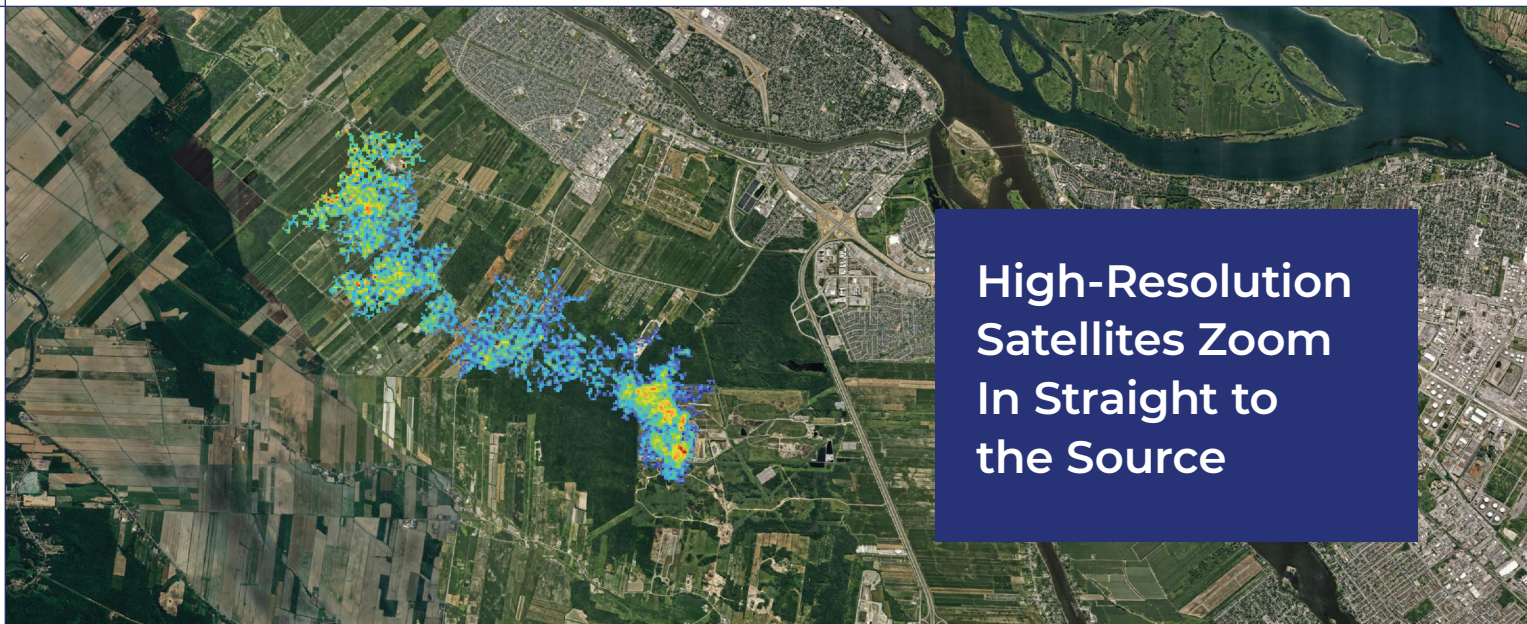 High-Resolution
Satellites Zoom
In Straight to
the Source